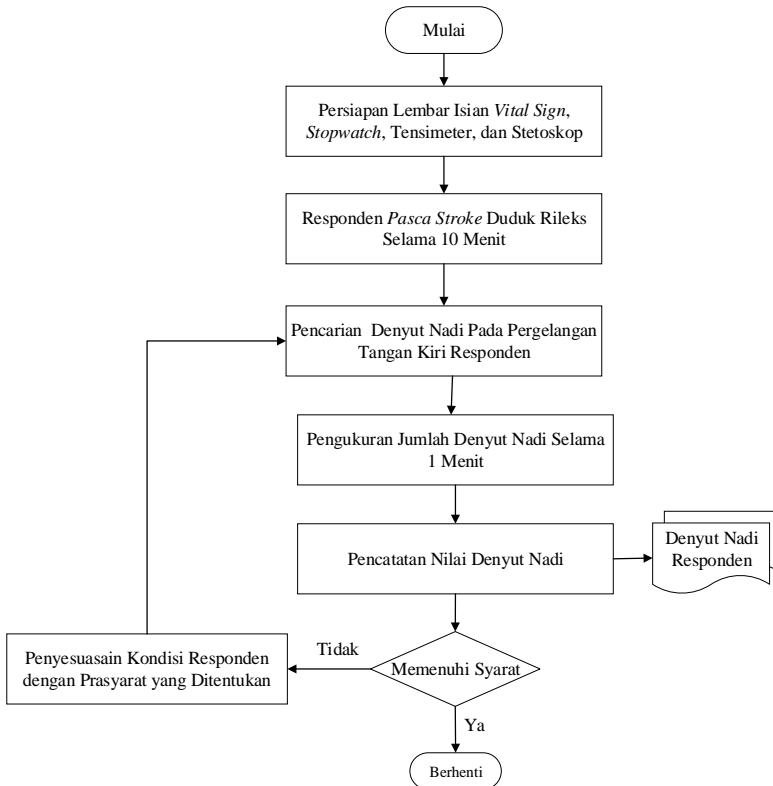 Mulai
Persiapan Lembar Isian Vital Sign,
Stopwatch, Tensimeter, dan Stetoskop
Responden Pasca Stroke Duduk Rileks
Selama 10 Menit
Pencarian Denyut Nadi Pada Pergelangan
Tangan Kiri Responden
Pengukuran Jumlah Denyut Nadi Selama
1 Menit
Pencatatan Nilai Denyut Nadi
Denyut Nadi
Responden
Memenuhi Syarat
Tidak
Penyesuasain Kondisi Responden
dengan Prasyarat yang Ditentukan
Ya
Berhenti